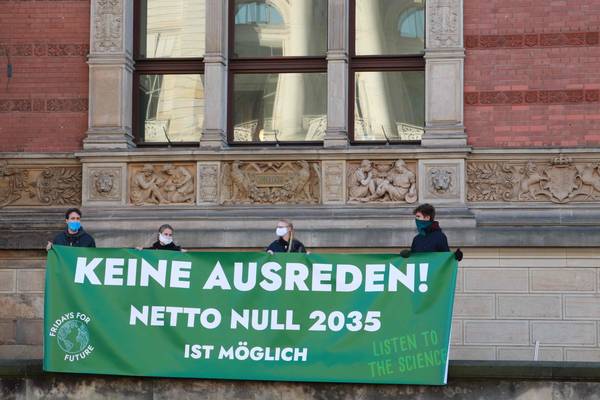 KEINE AUSREDEN!
NETTO NULL 2035
IST MÖGLICH
FRIDAYS FOR
FUTURE
LISTEN TO
THE SCIENCE